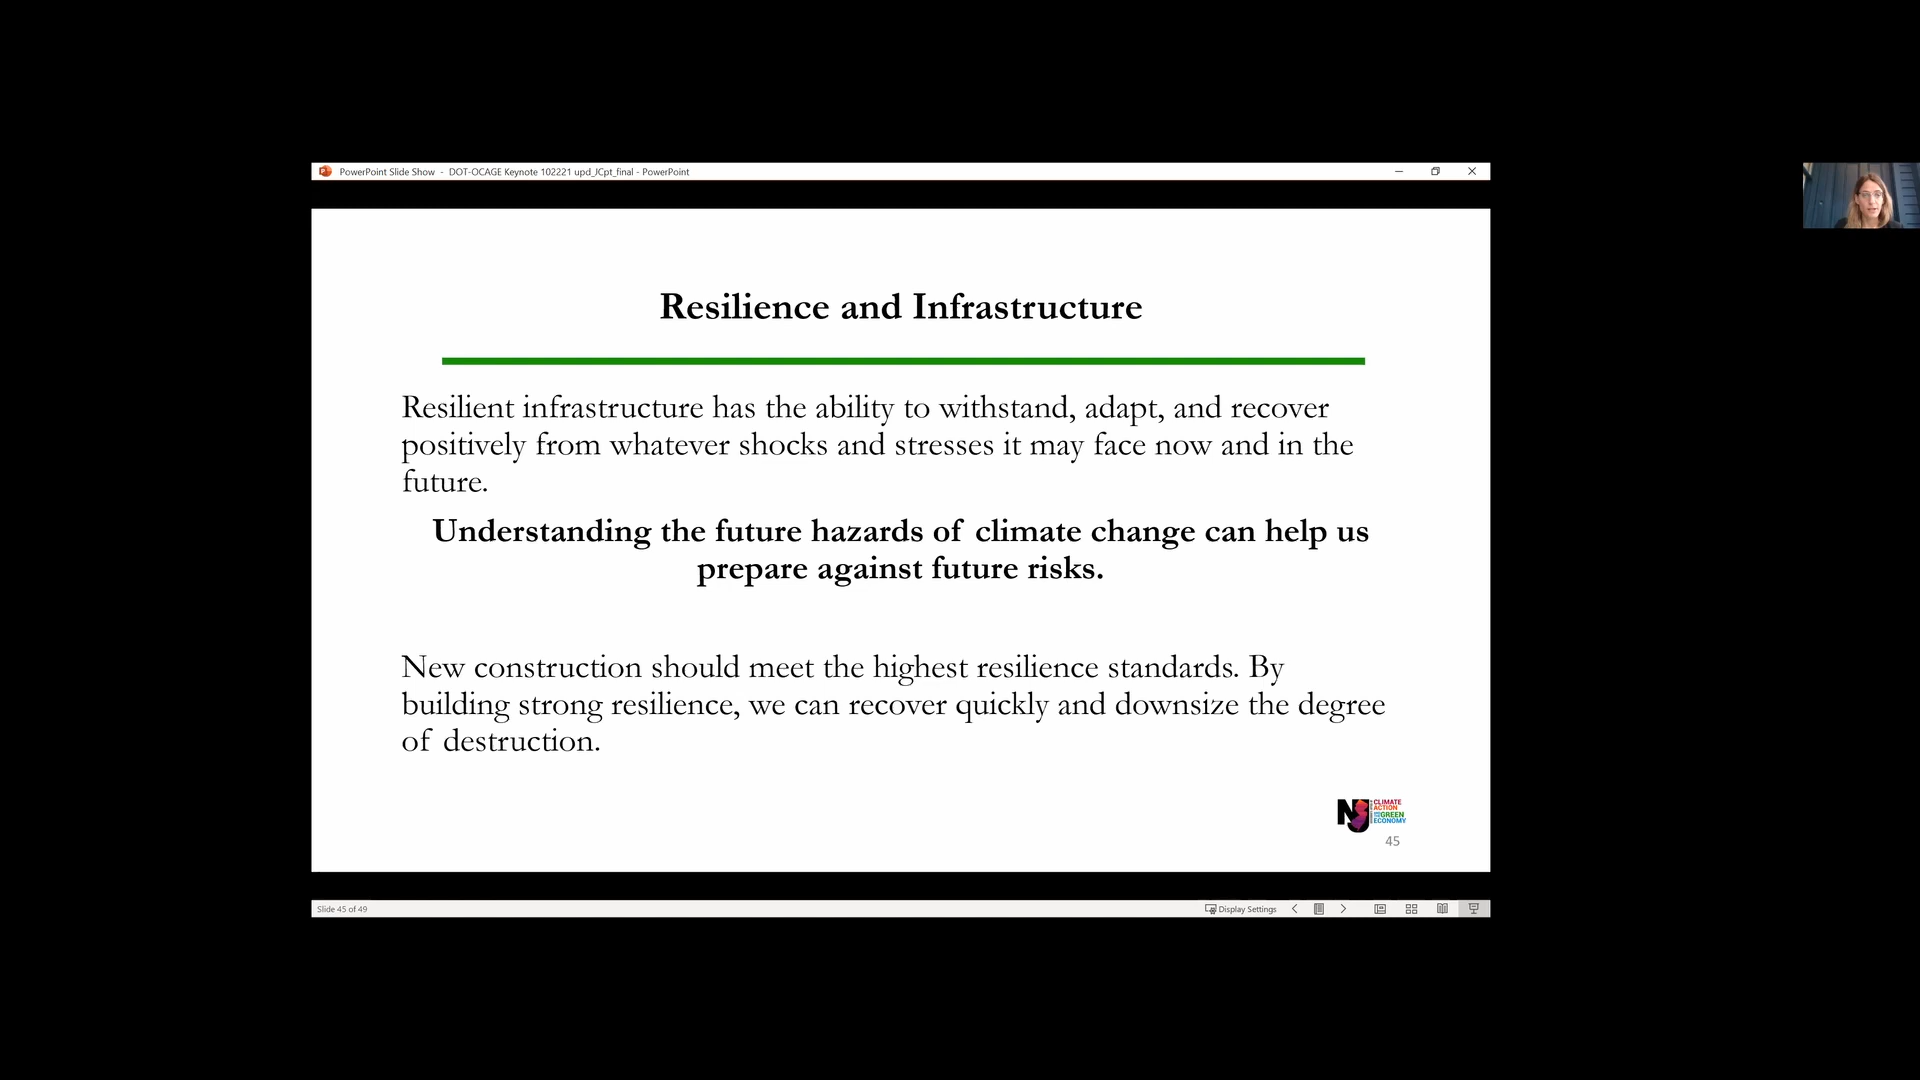 PowerPoint Slide Show - DOT-OCAGE Keynote 102221 upd_JCpt_final - PowerPoint
Resilience and Infrastructure
Resilient infrastructure has the ability to withstand, adapt, and recover
positively from whatever shocks and stresses it may face now and in the
future.
Understanding the future hazards of climate change can help us
prepare against future risks.
New construction should meet the highest resilience standards. By
building strong resilience, we can recover quickly and downsize the degree
of destruction.
NJ
CLIMATE
ACTION
GREEN
ECONOMY
45
Slide 45 of 49
Display Settings